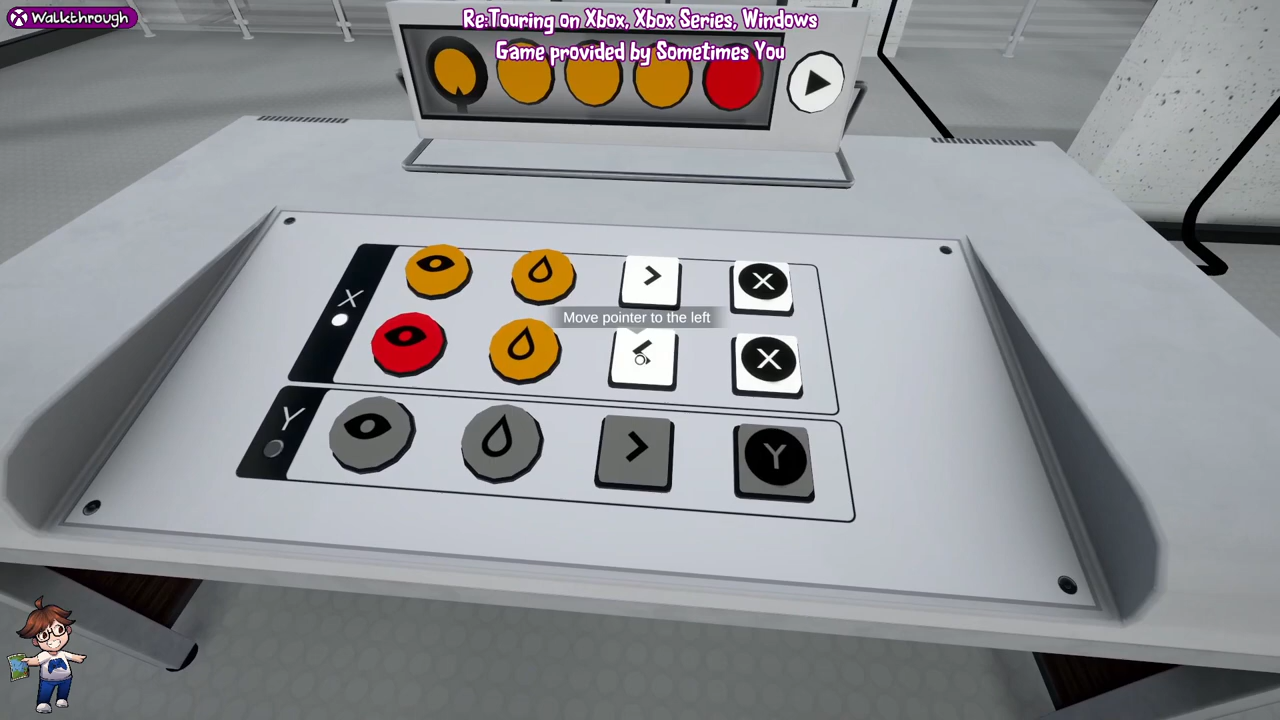 Walkthrough
Re:Touring on Xbox, Xbox Series, Windows
Game provided by Sometimes You
X
X
Move pointer to the left
X
Y
Y